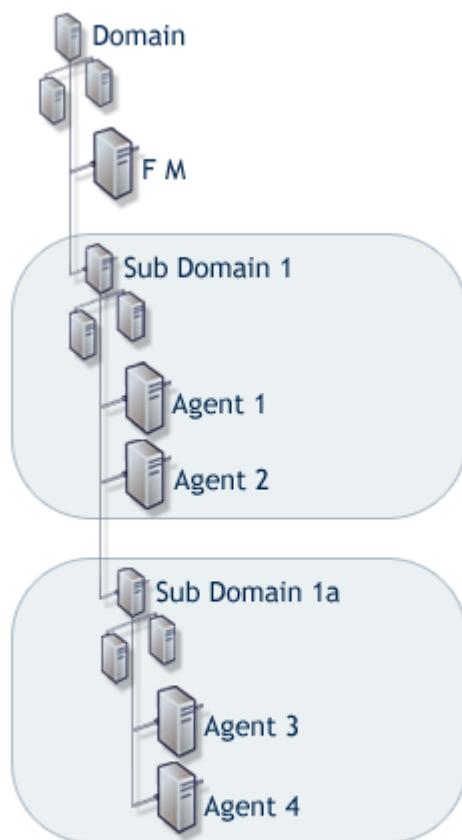 Domain
F M
Sub Domain 1
Agent 1
Agent 2
Sub Domain 1a
Agent 3
Agent 4